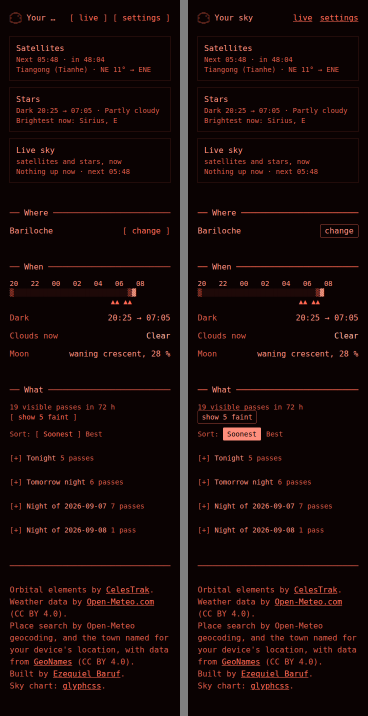 Your … [ live ] [ settings ]
Satellites
Next 05:48 · in 48:04
Tiangong (Tianhe) · NE 11° → ENE
Stars
Dark 20:25 → 07:05 · Partly cloudy
Brightest now: Sirius, E
Live sky
satellites and stars, now
Nothing up now · next 05:48
Where
Bariloche [ change ]
When
20 22 00 02 04 06 08
Dark 20:25 → 07:05
Clouds now Clear
Moon waning crescent, 28 %
What
19 visible passes in 72 h
[ show 5 faint ]
Sort: [ Soonest ] Best
[+] Tonight 5 passes
[+] Tomorrow night 6 passes
[+] Night of 2026-09-07 7 passes
[+] Night of 2026-09-08 1 pass
Orbital elements by CelesTrak.
Weather data by Open-Meteo.com
(CC BY 4.0).
Place search by Open-Meteo
geocoding, and the town named for
your device's location, with data
from GeoNames (CC BY 4.0).
Built by Ezequiel Baruf.
Sky chart: glyphcss.
Your sky live settings
Satellites
Next 05:48 · in 48:04
Tiangong (Tianhe) · NE 11° → ENE
Stars
Dark 20:25 → 07:05 · Partly cloudy
Brightest now: Sirius, E
Live sky
satellites and stars, now
Nothing up now · next 05:48
Where
Bariloche change
When
20 22 00 02 04 06 08
Dark 20:25 → 07:05
Clouds now Clear
Moon waning crescent, 28 %
What
19 visible passes in 72 h
show 5 faint
Sort: Soonest Best
[+] Tonight 5 passes
[+] Tomorrow night 6 passes
[+] Night of 2026-09-07 7 passes
[+] Night of 2026-09-08 1 pass
Orbital elements by CelesTrak.
Weather data by Open-Meteo.com
(CC BY 4.0).
Place search by Open-Meteo
geocoding, and the town named for
your device's location, with data
from GeoNames (CC BY 4.0).
Built by Ezequiel Baruf.
Sky chart: glyphcss.